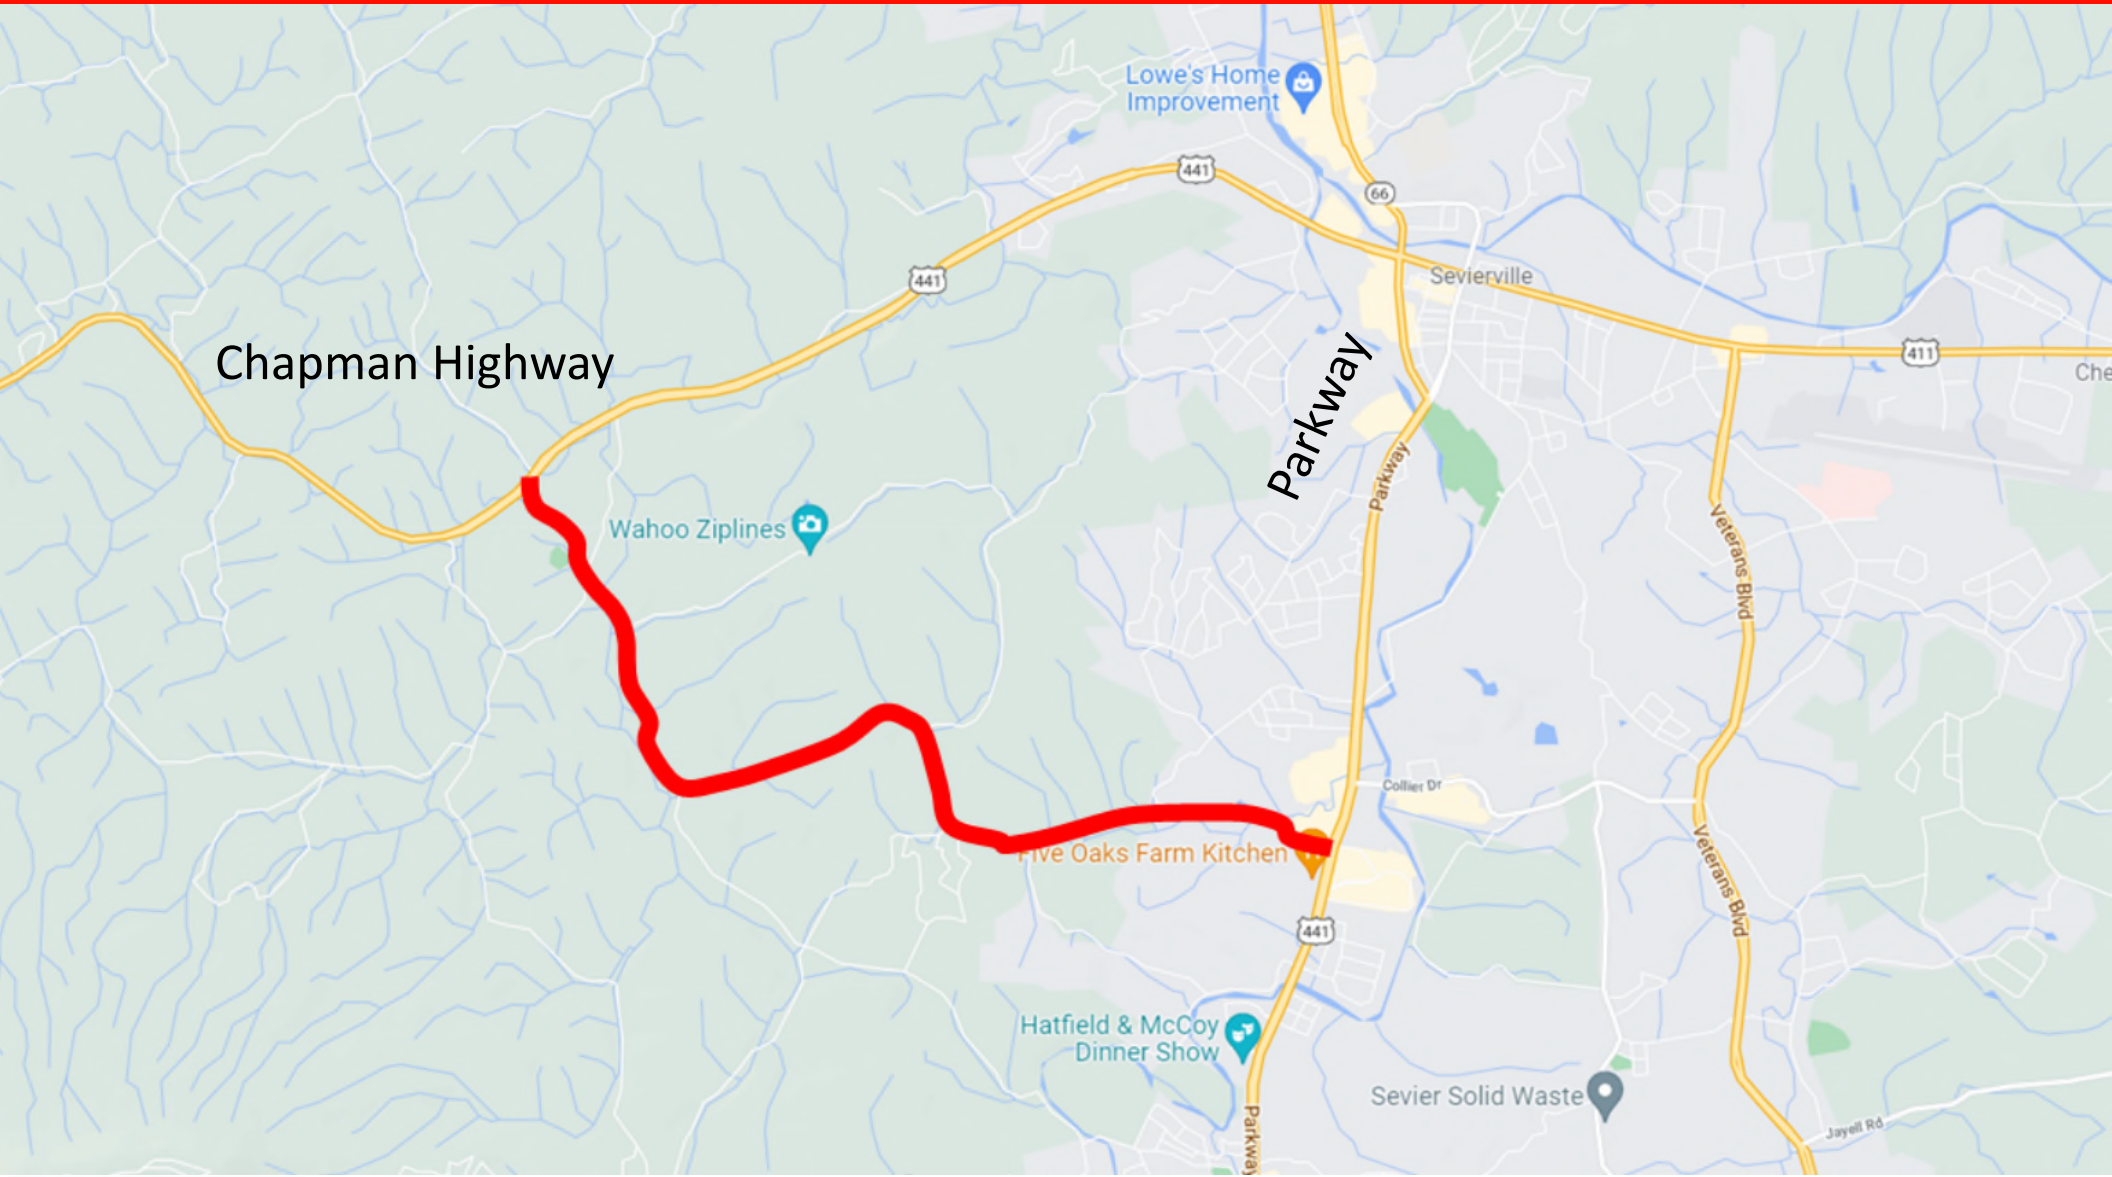 Lowe's Home
Improvement
441
66
441
Sevierville
411
Che
Chapman Highway
Parkway
Parkway
Wahoo Ziplines
Veterans Blvd
Collier Dr
Five Oaks Farm Kitchen
Veterans Blvd
441
Hatfield & McCoy
Dinner Show
Sevier Solid Waste
Jayell Rd
Parkway